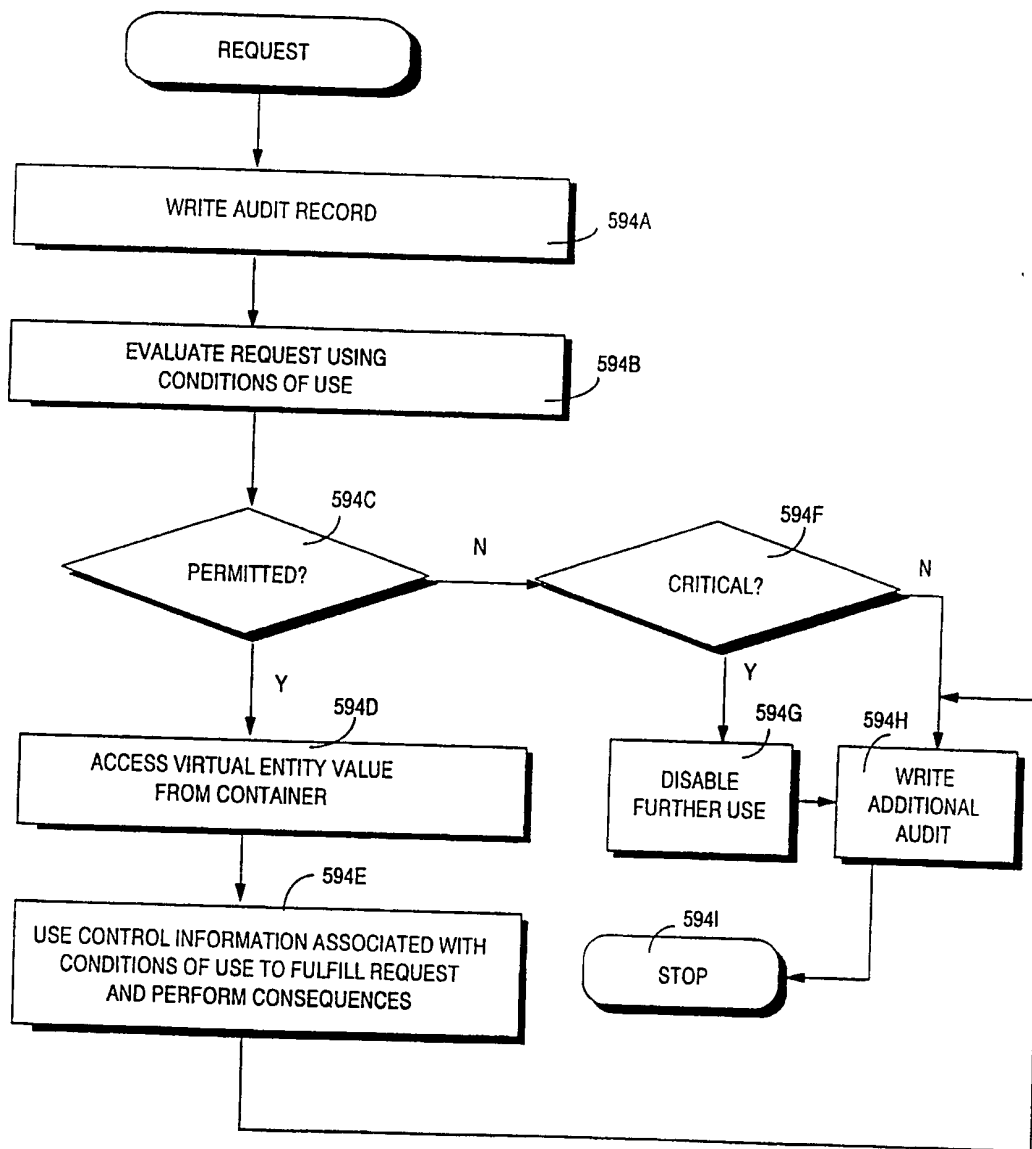 REQUEST
WRITE AUDIT RECORD
594A
EVALUATE REQUEST USING
CONDITIONS OF USE
594B
594C
PERMITTED?
N
594F
CRITICAL?
N
Y
594D
ACCESS VIRTUAL ENTITY VALUE
FROM CONTAINER
Y
594G
DISABLE
FURTHER USE
594H
WRITE
ADDITIONAL
AUDIT
594E
USE CONTROL INFORMATION ASSOCIATED WITH
CONDITIONS OF USE TO FULFILL REQUEST
AND PERFORM CONSEQUENCES
594I
STOP